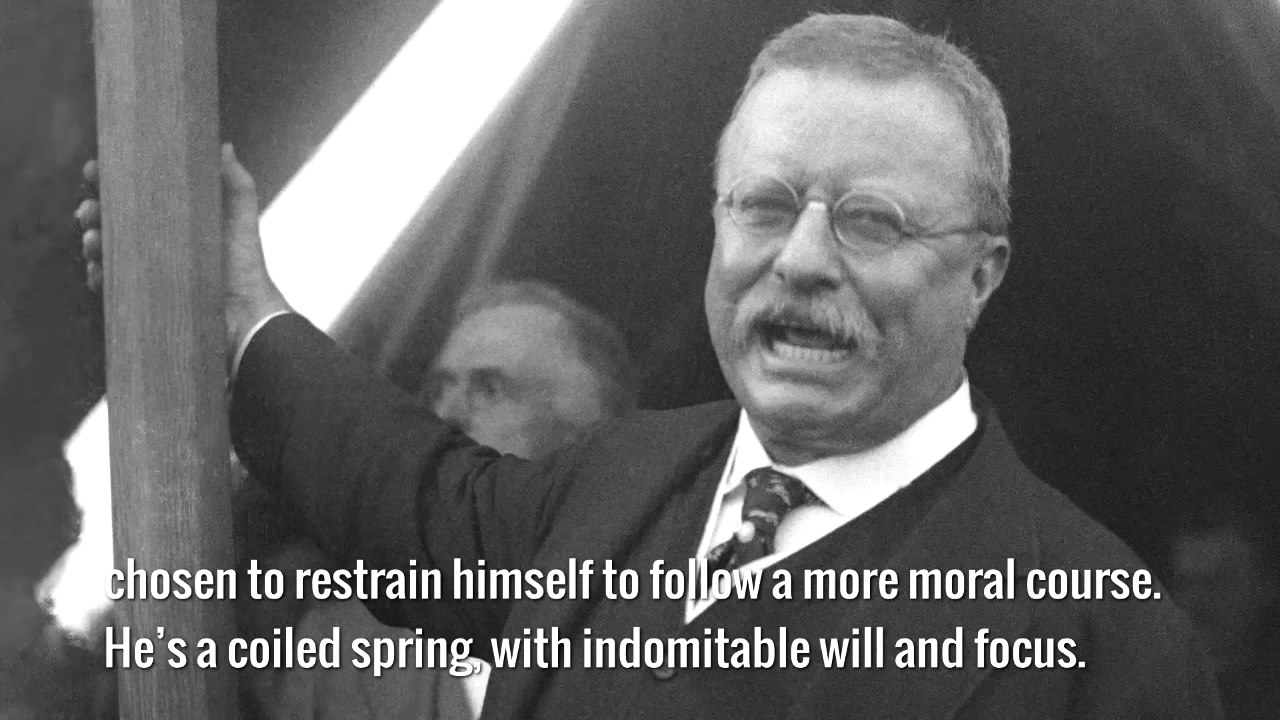 chosen to restrain himself to follow a more moral course.
He’s a coiled spring, with indomitable will and focus.